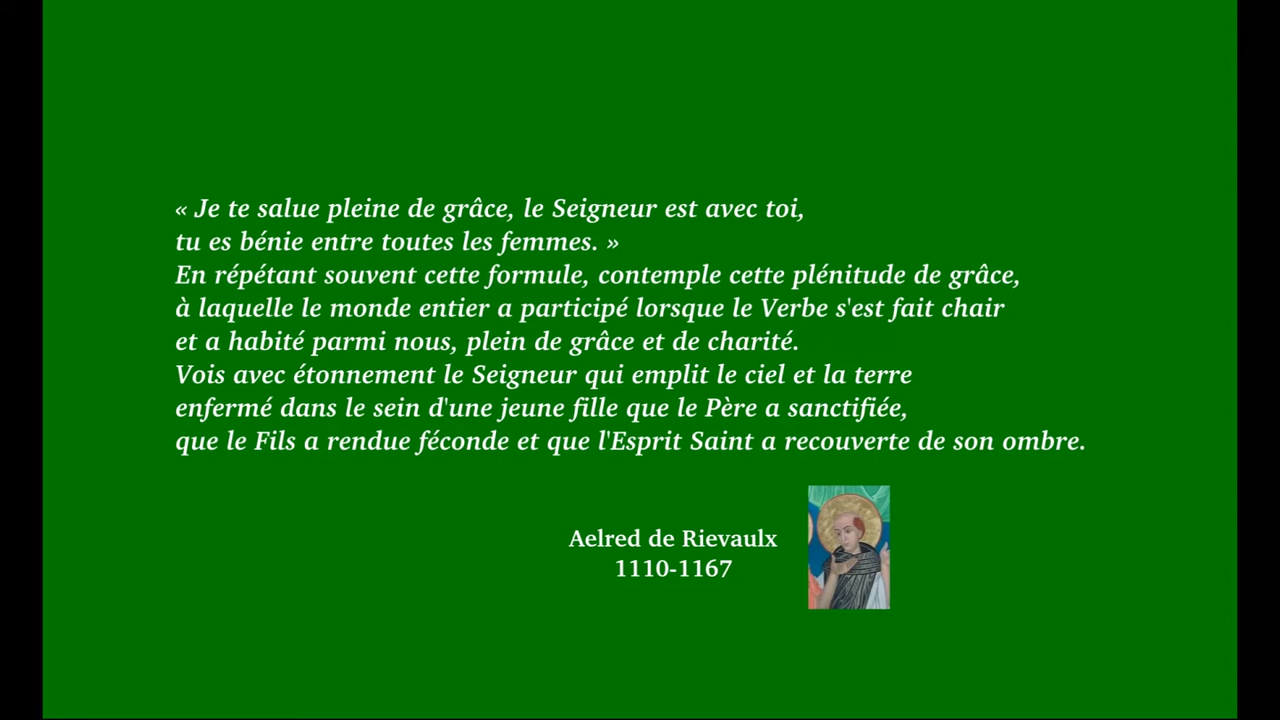 « Je te salue pleine de grâce, le Seigneur est avec toi,
tu es bénie entre toutes les femmes. »
En répétant souvent cette formule, contemple cette plénitude de grâce,
à laquelle le monde entier a participé lorsque le Verbe s'est fait chair
et a habité parmi nous, plein de grâce et de charité.
Vois avec étonnement le Seigneur qui emplit le ciel et la terre
enfermé dans le sein d'une jeune fille que le Père a sanctifiée,
que le Fils a rendue féconde et que l'Esprit Saint a recouverte de son ombre.
Aelred de Rievaulx
1110-1167